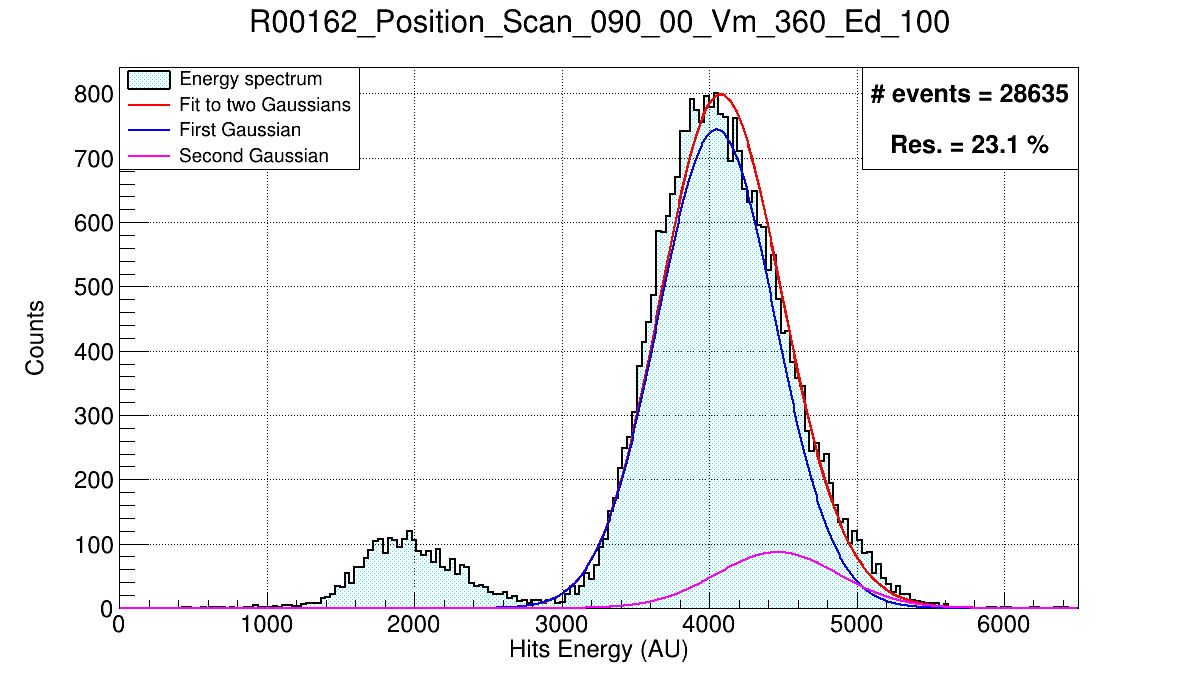 R00162_Position_Scan_090_00_Vm_360_Ed_100
Energy spectrum
Fit to two Gaussians
First Gaussian
Second Gaussian
# events = 28635
Res. = 23.1 %
800
700
600
500
400
300
200
100
0
Counts
0 1000 2000 3000 4000 5000 6000
Hits Energy (AU)